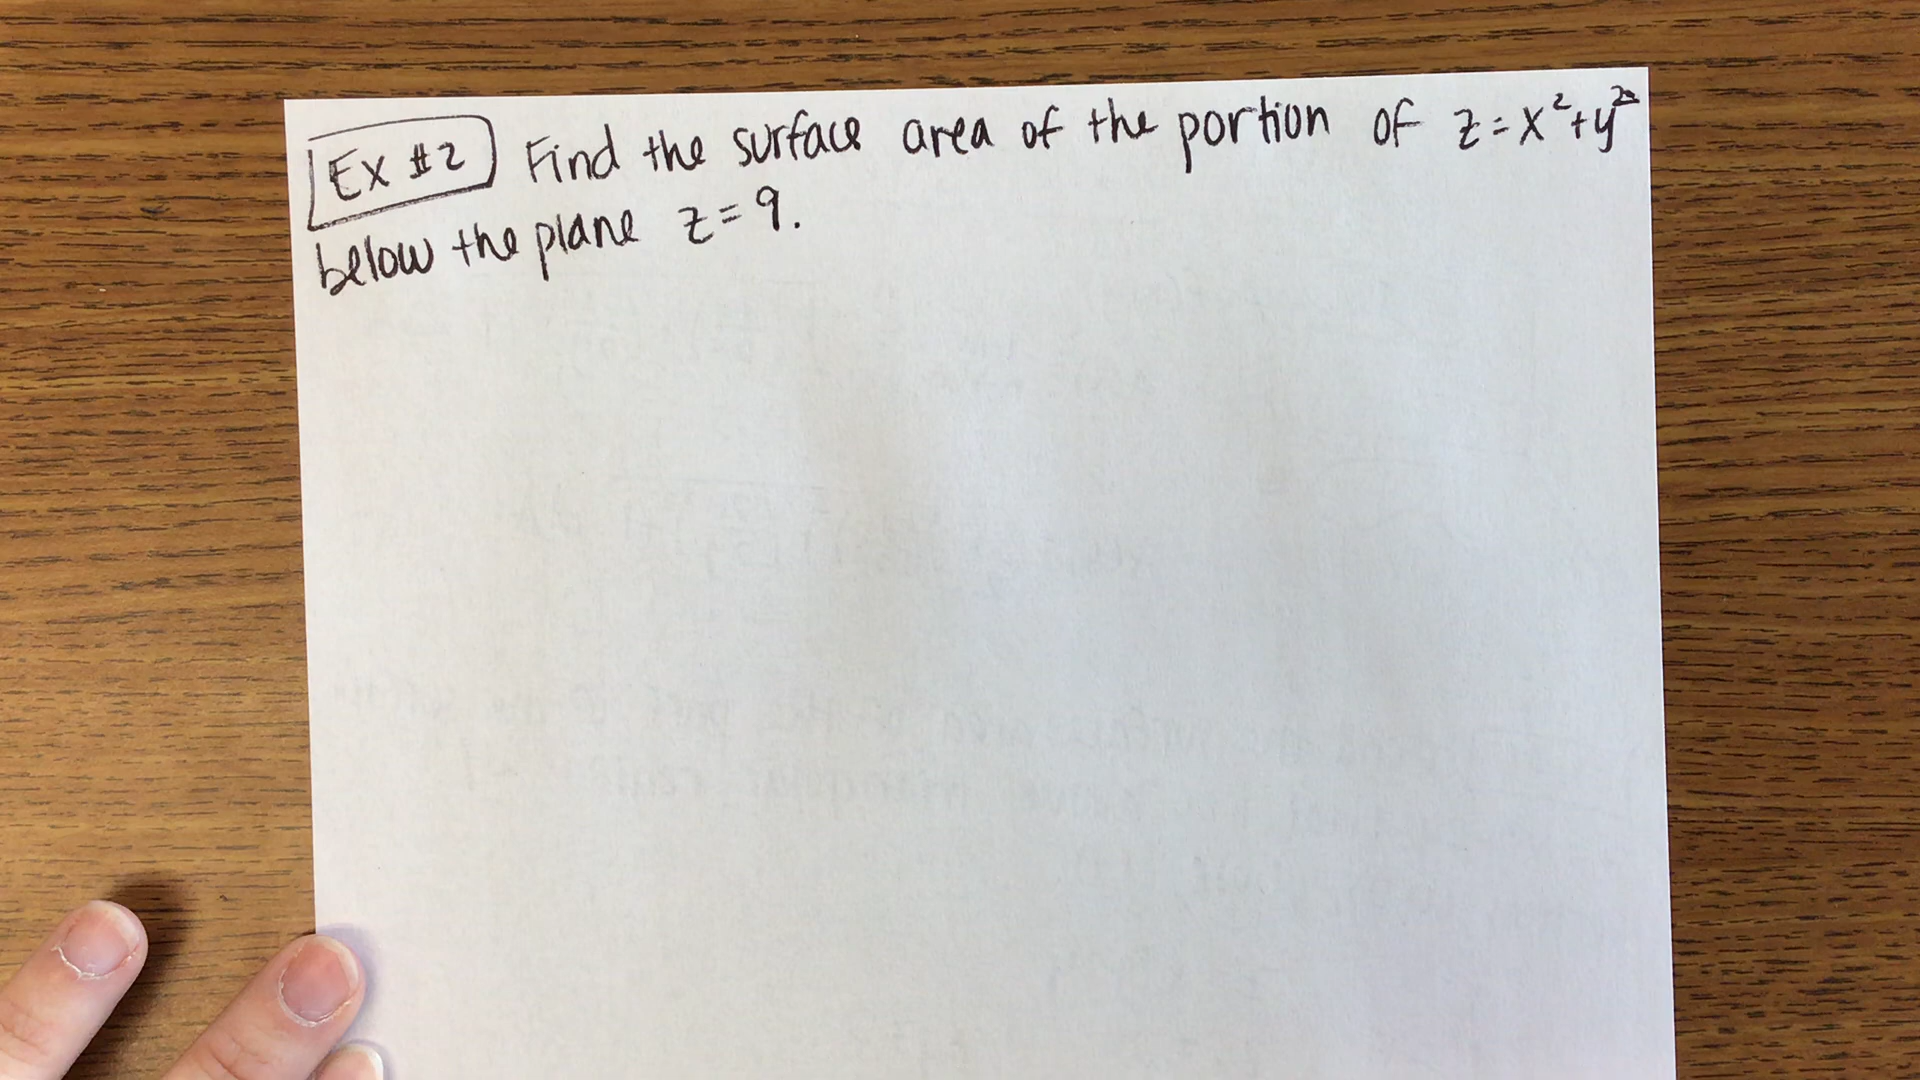 Ex #2 Find the surface area of the portion of z=x²+y²
below the plane z=9.